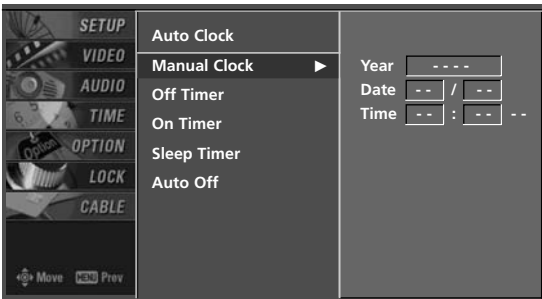 SETUP
VIDEO
AUDIO
TIME
OPTION
LOCK
CABLE
Move MENU Prev
Auto Clock
Manual Clock ▶
Off Timer
On Timer
Sleep Timer
Auto Off
Year - - - -
Date - - / - -
Time - - : - - - -